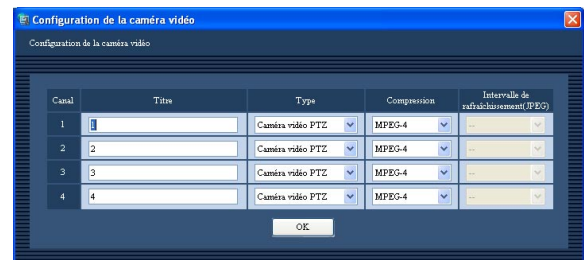 Configuration de la caméra vidéo
Configuration de la caméra vidéo
Canal Titre Type Compression Intervalle de rafraîchissement(JPEG)
1 1 Caméra vidéo PTZ MPEG-4 --
2 2 Caméra vidéo PTZ MPEG-4 --
3 3 Caméra vidéo PTZ MPEG-4 --
4 4 Caméra vidéo PTZ MPEG-4 --
OK